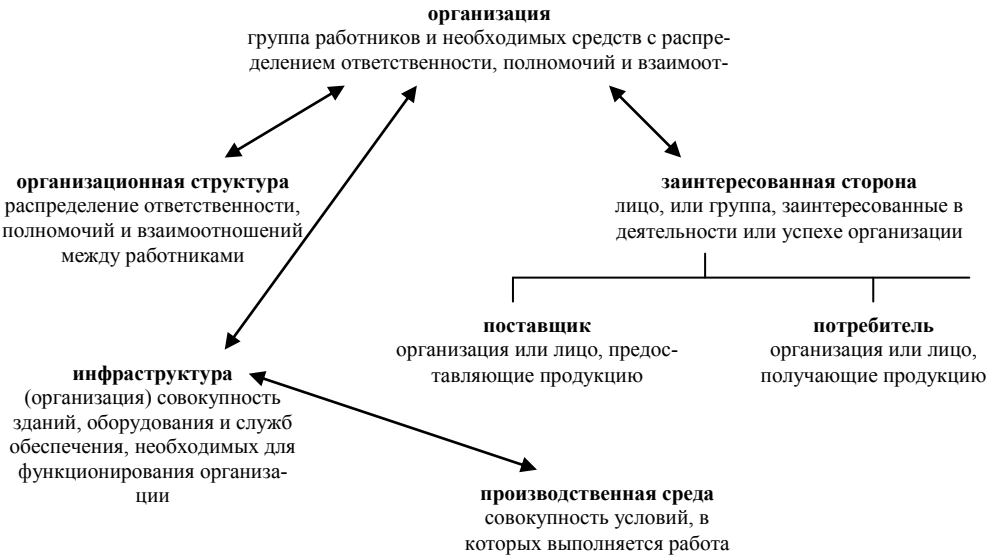 организация
группа работников и необходимых средств с распре-
делением ответственности, полномочий и взаимоот-
организационная структура
распределение ответственности,
полномочий и взаимоотношений
между работниками
заинтересованная сторона
лицо, или группа, заинтересованные в
деятельности или успехе организации
поставщик
организация или лицо, предос-
тавляющие продукцию
потребитель
организация или лицо,
получающие продукцию
инфраструктура
(организация) совокупность
зданий, оборудования и служб
обеспечения, необходимых для
функционирования организа-
ции
производственная среда
совокупность условий, в
которых выполняется работа